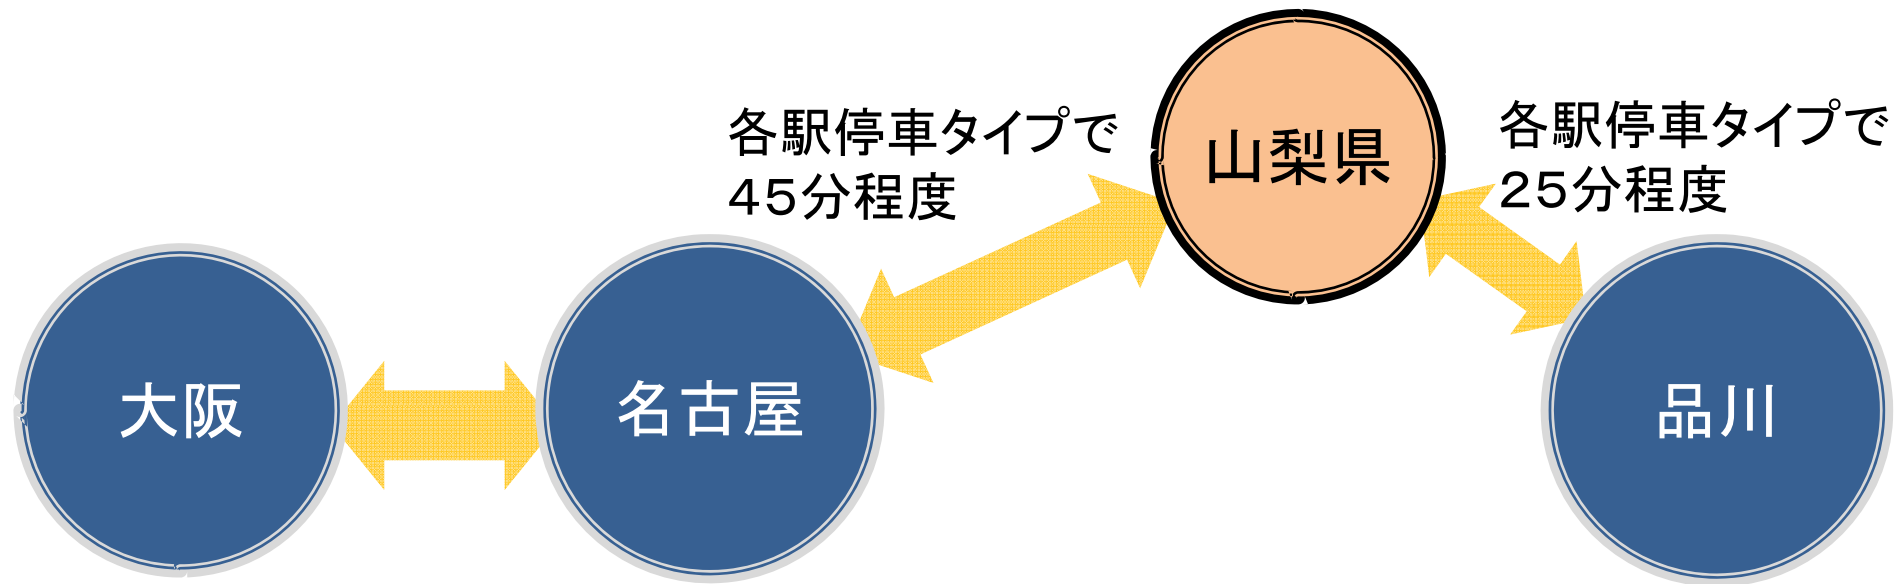 各駅停車タイプで
45分程度
山梨県
各駅停車タイプで
25分程度
大阪
名古屋
品川